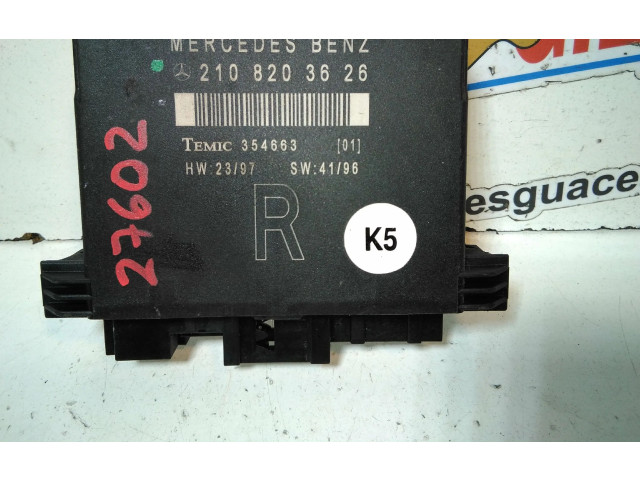 MERCEDES BENZ
210 820 36 26
TEMIC 354663 [01]
HW:23/97 SW:41/96
R
K5
27602
esguace